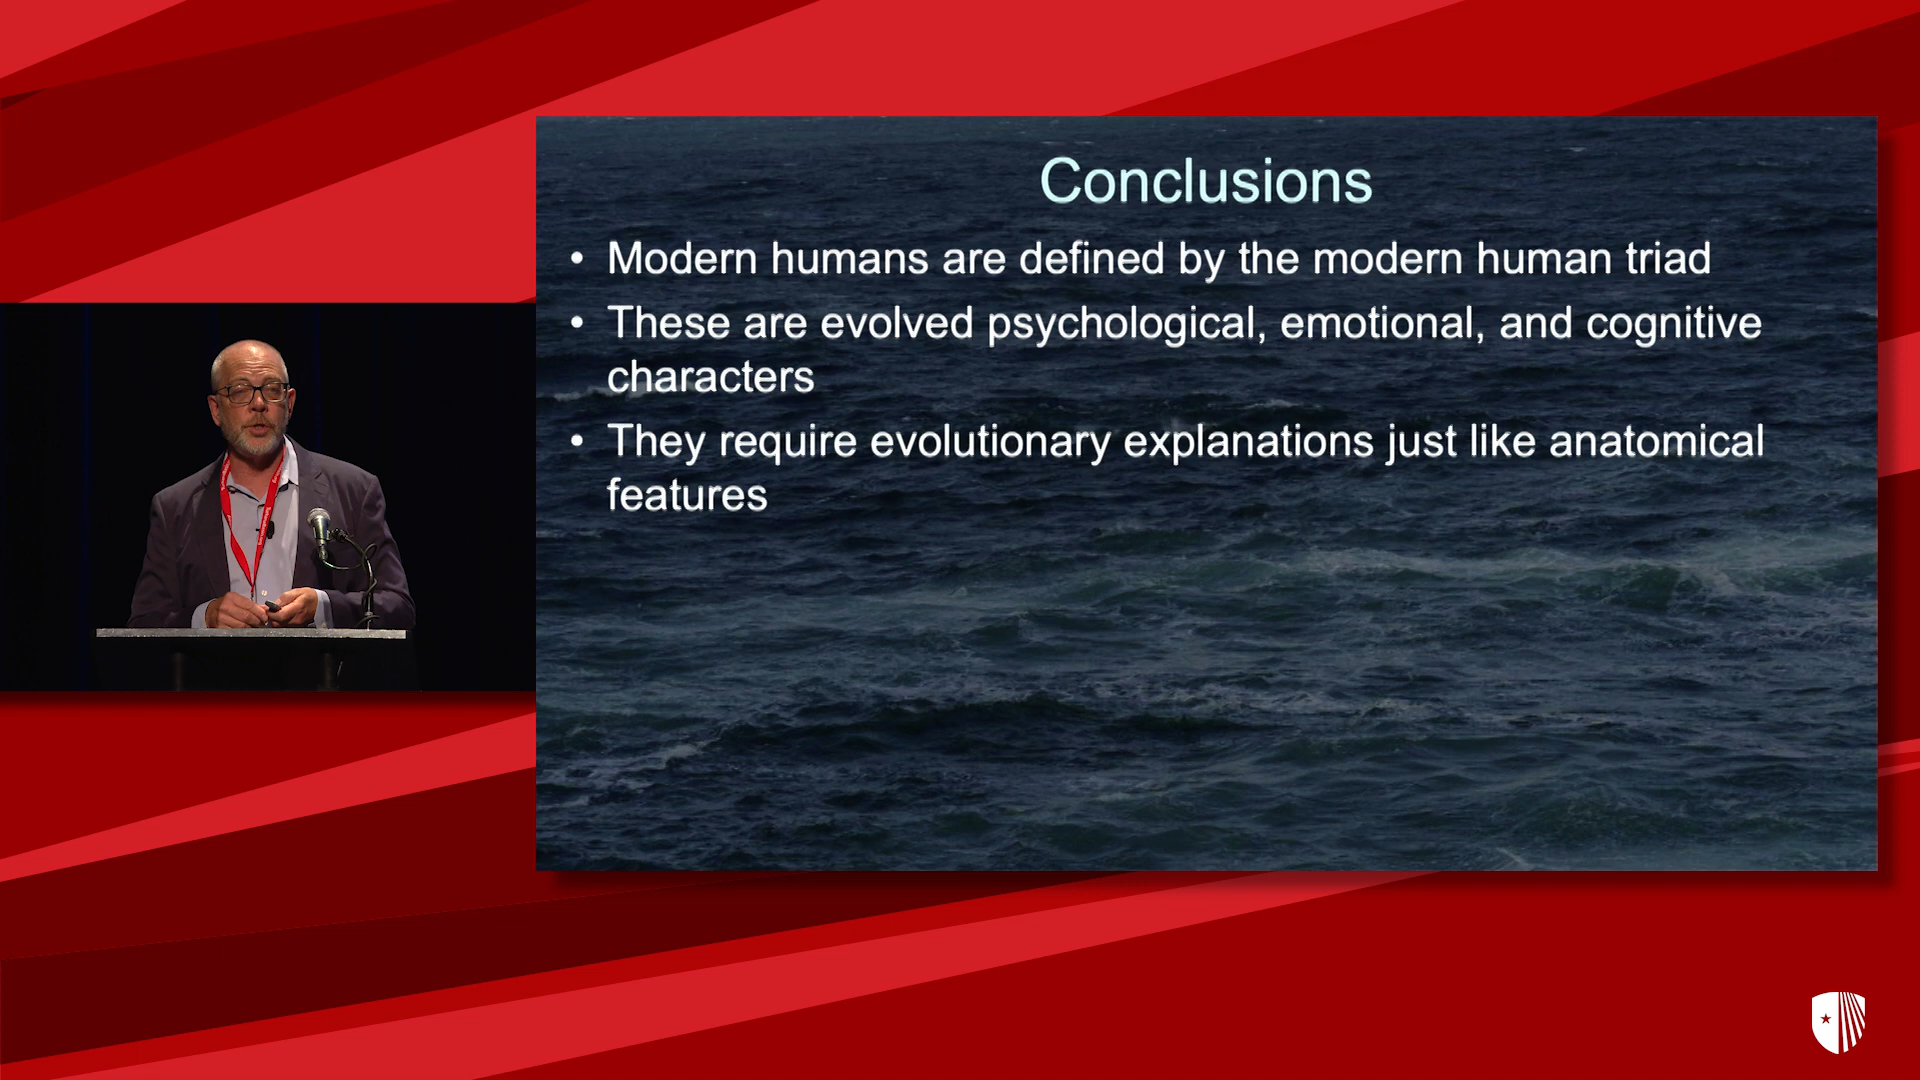 Conclusions
• Modern humans are defined by the modern human triad
• These are evolved psychological, emotional, and cognitive
characters
• They require evolutionary explanations just like anatomical
features